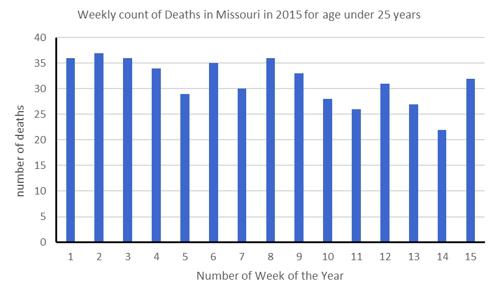 Weekly count of Deaths in Missouri in 2015 for age under 25 years
40
35
30
25
20
15
10
5
0
number of deaths
1 2 3 4 5 6 7 8 9 10 11 12 13 14 15
Number of Week of the Year